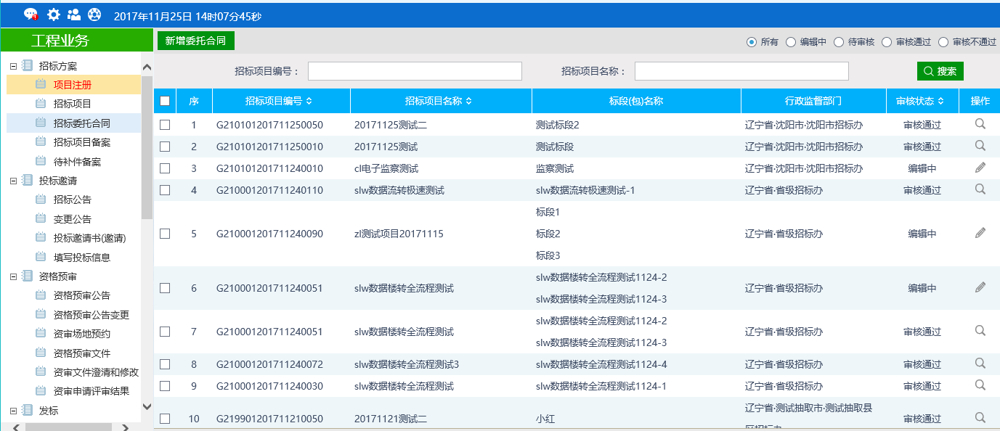 2017年11月25日 14时07分45秒
工程业务
招标方案
项目注册
招标项目
招标委托合同
招标项目备案
待补件备案
投标邀请
招标公告
变更公告
投标邀请书(邀请)
填写投标信息
资格预审
资格预审公告
资格预审公告变更
资审场地预约
资格预审文件
资审文件澄清和修改
资审申请评审结果
发标
新增委托合同
所有 编辑中 待审核 审核通过 审核不通过
招标项目编号： 招标项目名称： 搜索
序 招标项目编号 招标项目名称 标段(包)名称 行政监督部门 审核状态 操作
1 G210101201711250050 20171125测试二 测试标段2 辽宁省·沈阳市·沈阳市招标办 审核通过
2 G210101201711250010 20171125测试 测试标段 辽宁省·沈阳市·沈阳市招标办 审核通过
3 G210101201711240010 cl电子监察测试 监察测试 辽宁省·沈阳市·沈阳市招标办 编辑中
4 G210001201711240110 slw数据流转极速测试 slw数据流转极速测试-1 辽宁省·省级招标办 审核通过
标段1
5 G210001201711240090 zl测试项目20171115 标段2 辽宁省·省级招标办 编辑中
标段3
slw数据楼转全流程测试1124-2
6 G210001201711240051 slw数据楼转全流程测试 辽宁省·省级招标办 编辑中
slw数据楼转全流程测试1124-3
slw数据楼转全流程测试1124-2
7 G210001201711240051 slw数据楼转全流程测试 辽宁省·省级招标办 审核通过
slw数据楼转全流程测试1124-3
8 G210001201711240072 slw数据楼转全流程测试3 slw数据楼转全流程测试1124-4 辽宁省·省级招标办 审核通过
9 G210001201711240030 slw数据楼转全流程测试 slw数据楼转全流程测试1124-1 辽宁省·省级招标办 审核通过
辽宁省·测试抽取市·测试抽取县
10 G219901201711210050 20171121测试二 小红 审核通过